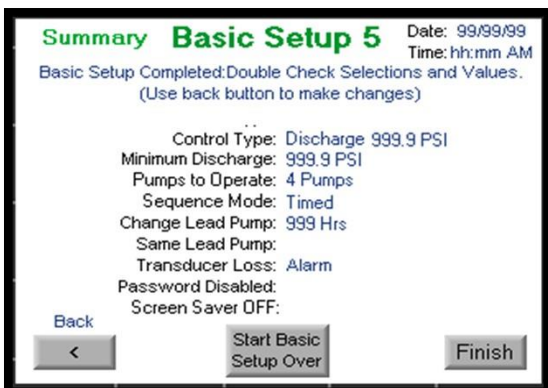 Summary Basic Setup 5 Date: 99/99/99
Time: hh:mm AM
Basic Setup Completed:Double Check Selections and Values.
(Use back button to make changes)
Control Type: Discharge 999.9 PSI
Minimum Discharge: 999.9 PSI
Pumps to Operate: 4 Pumps
Sequence Mode: Timed
Change Lead Pump: 999 Hrs
Same Lead Pump:
Transducer Loss: Alarm
Password Disabled:
Screen Saver OFF:
Back
<
Start Basic
Setup Over
Finish